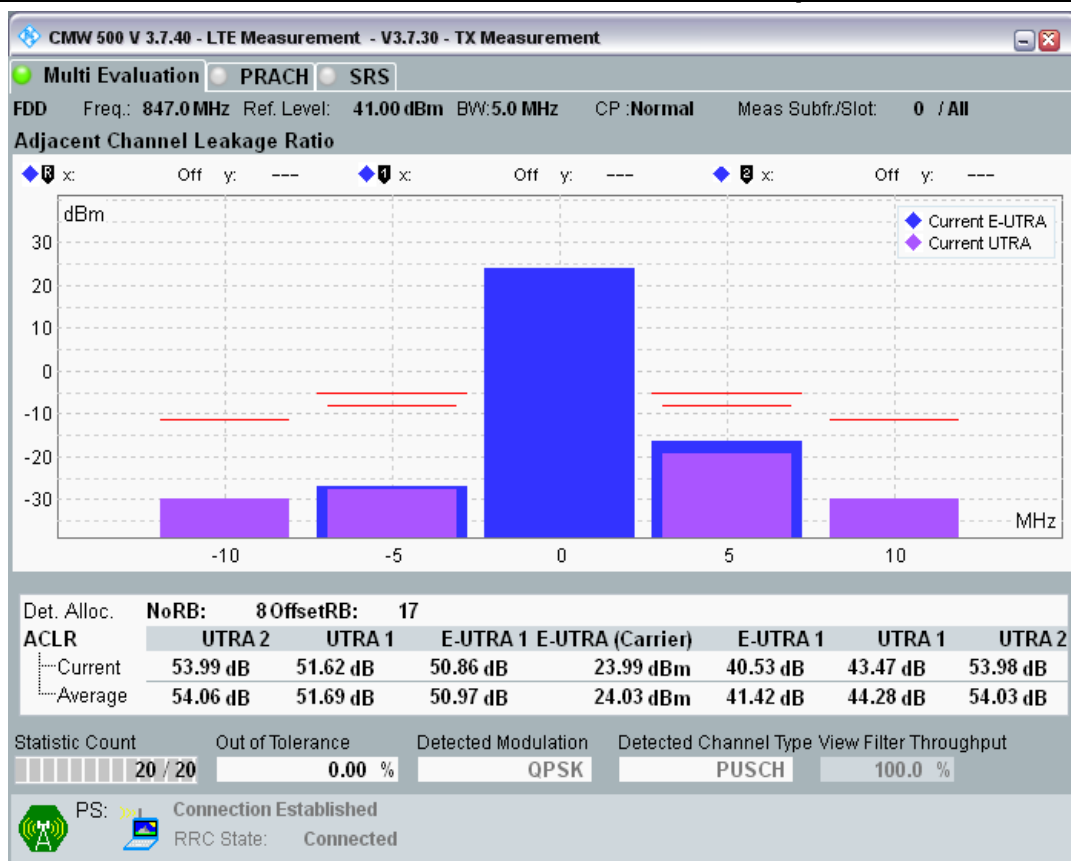 CMW 500 V 3.7.40 - LTE Measurement - V3.7.30 - TX Measurement
Multi Evaluation PRACH SRS
FDD Freq.: 847.0 MHz Ref. Level: 41.00 dBm BW:5.0 MHz CP :Normal Meas Subfr./Slot: 0 / All
Adjacent Channel Leakage Ratio
R x: Off y: --- 1 x: Off y: --- 2 x: Off y: ---
dBm
Current E-UTRA
Current UTRA
30
20
10
0
-10
-20
-30
MHz
-10 -5 0 5 10
Det. Alloc. NoRB: 8 OffsetRB: 17
ACLR UTRA 2 UTRA 1 E-UTRA 1 E-UTRA (Carrier) E-UTRA 1 UTRA 1 UTRA 2
Current 53.99 dB 51.62 dB 50.86 dB 23.99 dBm 40.53 dB 43.47 dB 53.98 dB
Average 54.06 dB 51.69 dB 50.97 dB 24.03 dBm 41.42 dB 44.28 dB 54.03 dB
Statistic Count Out of Tolerance Detected Modulation Detected Channel Type View Filter Throughput
20 / 20 0.00 % QPSK PUSCH 100.0 %
PS: Connection Established
RRC State: Connected